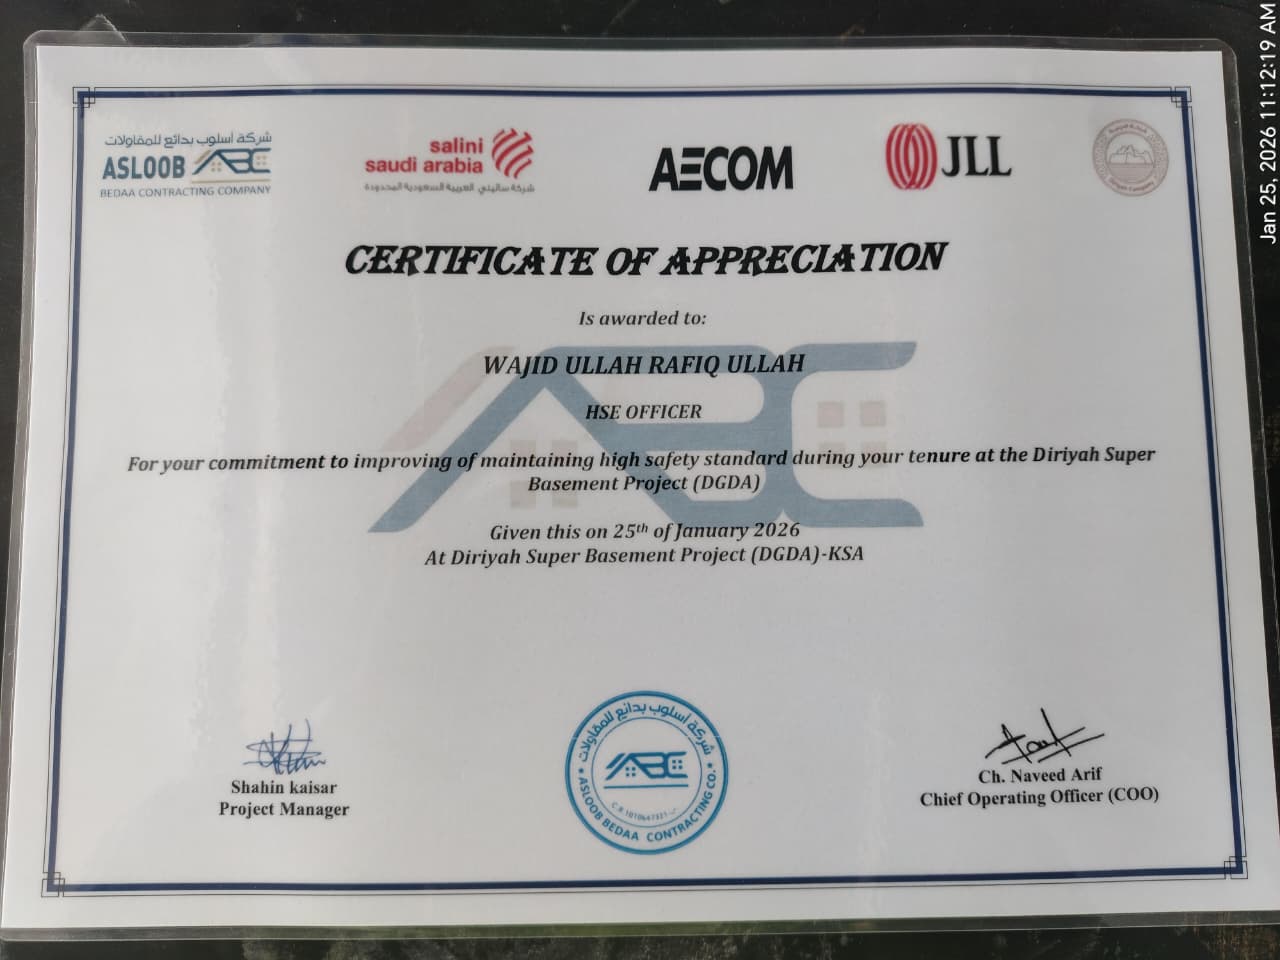 شركة أسلوب بدائع للمقاولات
ASLOOB ABC
BEDAA CONTRACTING COMPANY
salini
saudi arabia
شركة ساليني العربية السعودية المحدودة
AECOM
JLL
CERTIFICATE OF APPRECIATION
Is awarded to:
WAJID ULLAH RAFIQ ULLAH
HSE OFFICER
For your commitment to improving of maintaining high safety standard during your tenure at the Diriyah Super
Basement Project (DGDA)
Given this on 25th of January 2026
At Diriyah Super Basement Project (DGDA)-KSA
Shahin kaisar
Project Manager
شركة أسلوب بدائع للمقاولات
ABC
ASLOOB BEDAA CONTRACTING CO.
Ch. Naveed Arif
Chief Operating Officer (COO)
Jan 25, 2026 11:12:19 AM